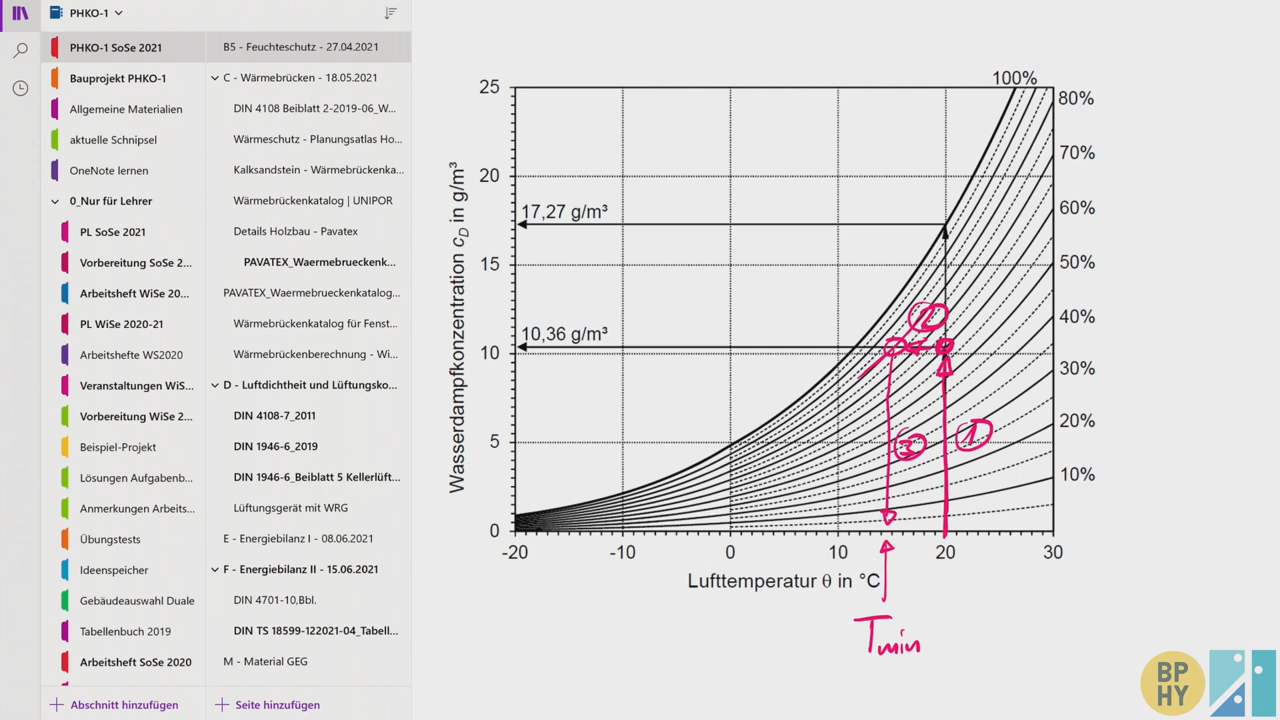 PHKO-1
PHKO-1 SoSe 2021
Bauprojekt PHKO-1
Allgemeine Materialien
aktuelle Schnipsel
OneNote lernen
0_Nur für Lehrer
PL SoSe 2021
Vorbereitung SoSe 2...
Arbeitsheft WiSe 20...
PL WiSe 2020-21
Arbeitshefte WS2020
Veranstaltungen WiS...
Vorbereitung WiSe 2...
Beispiel-Projekt
Lösungen Aufgabenb...
Anmerkungen Arbeits...
Übungstests
Ideenspeicher
Gebäudeauswahl Duale
Tabellenbuch 2019
Arbeitsheft SoSe 2020
Abschnitt hinzufügen
B5 - Feuchteschutz - 27.04.2021
C - Wärmebrücken - 18.05.2021
DIN 4108 Beiblatt 2-2019-06_W...
Wärmeschutz - Planungsatlas Ho...
Kalksandstein - Wärmebrückenka...
Wärmebrückenkatalog | UNIPOR
Details Holzbau - Pavatex
PAVATEX_Waermebrueckenk...
PAVATEX_Waermebrueckenkatalog...
Wärmebrückenkatalog für Fenst...
Wärmebrückenberechnung - Wi...
D - Luftdichtheit und Lüftungsko...
DIN 4108-7_2011
DIN 1946-6_2019
DIN 1946-6_Beiblatt 5 Kellerlüft...
Lüftungsgerät mit WRG
E - Energiebilanz I - 08.06.2021
F - Energiebilanz II - 15.06.2021
DIN 4701-10,Bbl.
DIN TS 18599-122021-04_Tabell...
M - Material GEG
Seite hinzufügen
Wasserdampfkonzentration c_D in g/m³
25
20
15
10
5
0
17,27 g/m³
10,36 g/m³
100%
80%
70%
60%
50%
40%
30%
20%
10%
②
③
①
-20
-10
0
10
20
30
Lufttemperatur θ in °C
Tmin
BP
HY